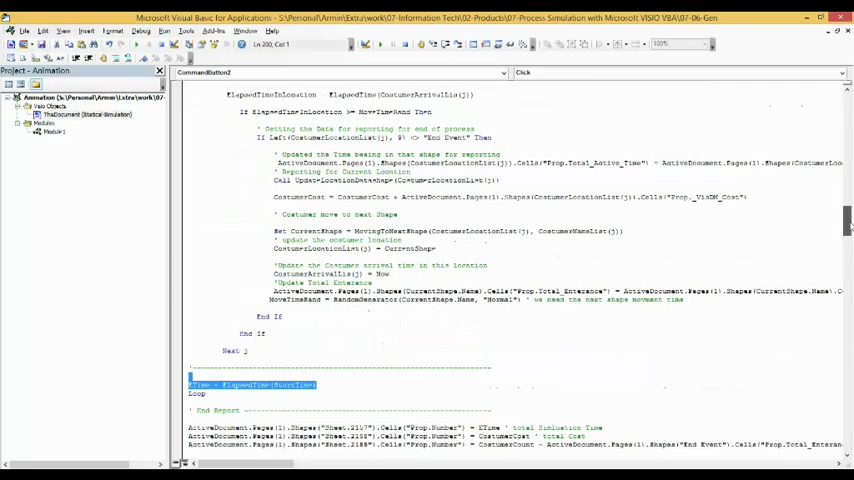 Microsoft Visual Basic for Applications - S:\Personal\Armin\Extra\work\07-Information Tech\02-Products\07-Process Simulation with Microsoft VISIO VBA\07-06-Gen
File Edit View Insert Format Debug Run Tools Add-Ins Window Help
Ln 200, Col 1
100%
Project - Animation
CommandButton2
Click
Animation [S:\Personal\Armin\Extra\work\07-
Visio Objects
ThisDocument (Statical-Simulation)
Modules
Module1
ElapsedTimeInLocation = ElapsedTime(CostumerArrivalLis(j))
If ElapsedTimeInLocation >= MoveTimeRand Then
' Setting the Data for reporting for end of process
If Left(CostumerLocationList(j), 9) <> "End Event" Then
' Updated the Time beeing in that shape for reporting
ActiveDocument.Pages(1).Shapes(CostumerLocationList(j)).Cells("Prop.Total_Active_Time") = ActiveDocument.Pages(1).Shapes(CostumerLoc
' Reporting for Current Location
Call UpdateLocationDatashape(CostumerLocationList(j))
CostumerCost = CostumerCost + ActiveDocument.Pages(1).Shapes(CostumerLocationList(j)).Cells("Prop._VisDM_Cost")
' Costumer move to next Shape
Set CurrentShape = MovingToNextShape(CostumerLocationList(j), CostumerNameList(j))
' update the costumer location
CostumerLocationList(j) = CurrentShape
'Update the Costumer arrival time in this location
CostumerArrivalLis(j) = Now
'Update Total Enterance
ActiveDocument.Pages(1).Shapes(CurrentShape.Name).Cells("Prop.Total_Enterance") = ActiveDocument.Pages(1).Shapes(CurrentShape.Name).C
MoveTimeRand = RandomGenerator(CurrentShape.Name, "Normal") ' we need the next shape movment time
End If
End If
Next j
'-----------------------------------------------------------------------
ETime = ElapsedTime(StartTime)
Loop
' End Report ----------------------------------------------------------
ActiveDocument.Pages(1).Shapes("Sheet.2157").Cells("Prop.Number") = ETime ' total Simluation Time
ActiveDocument.Pages(1).Shapes("Sheet.2158").Cells("Prop.Number") = CostumerCost ' total Cost
ActiveDocument.Pages(1).Shapes("Sheet.2188").Cells("Prop.Number") = CostumerCount - ActiveDocument.Pages(1).Shapes("End Event").Cells("Prop.Total_Enteran